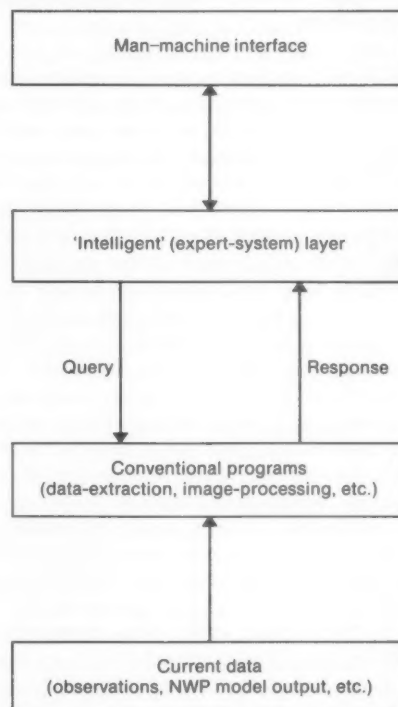 Man–machine interface
'Intelligent' (expert-system) layer
Query
Response
Conventional programs
(data-extraction, image-processing, etc.)
Current data
(observations, NWP model output, etc.)